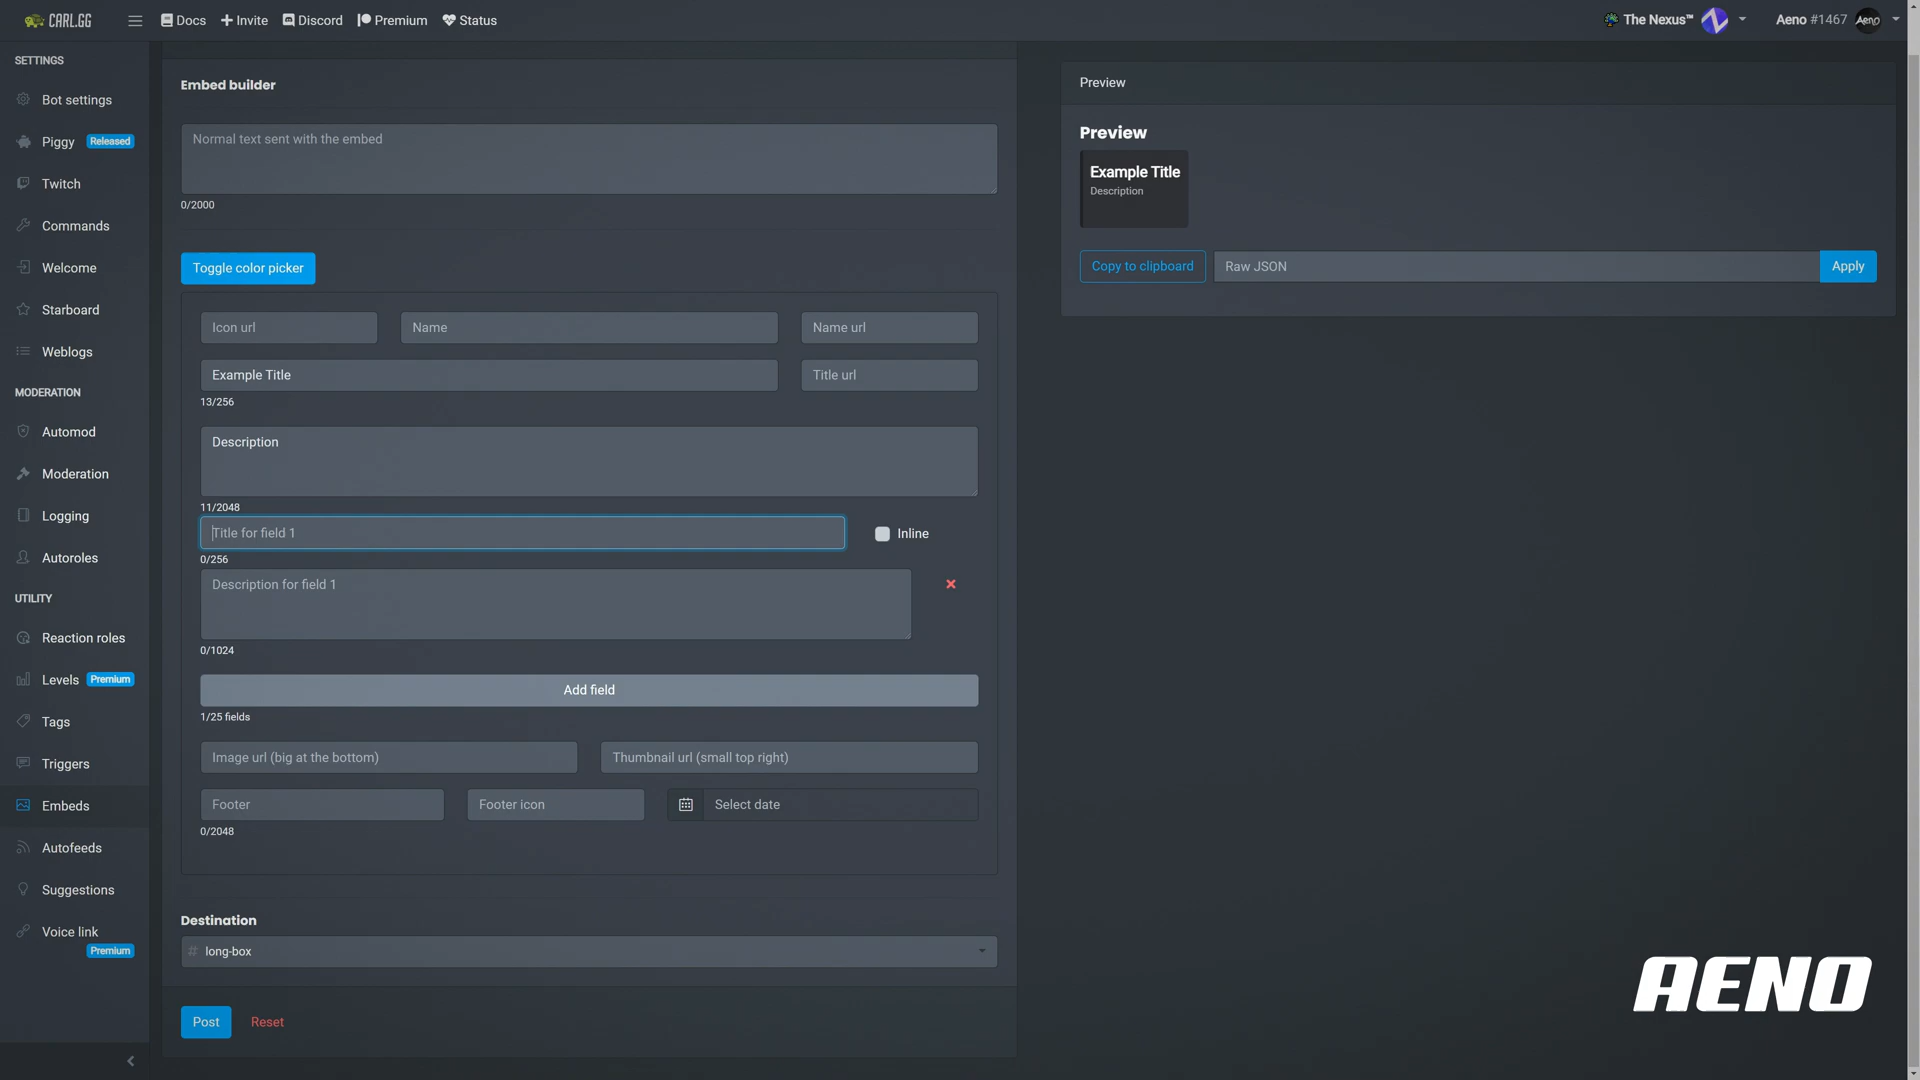 CARL.GG
Docs
Invite
Discord
Premium
Status
The Nexus™
Aeno #1467
Aeno
SETTINGS
Bot settings
Piggy Released
Twitch
Commands
Welcome
Starboard
Weblogs
MODERATION
Automod
Moderation
Logging
Autoroles
UTILITY
Reaction roles
Levels Premium
Tags
Triggers
Embeds
Autofeeds
Suggestions
Voice link
Premium
Embed builder
Normal text sent with the embed
0/2000
Toggle color picker
Icon url
Name
Name url
Example Title
Title url
13/256
Description
11/2048
Title for field 1
Inline
0/256
Description for field 1
0/1024
Add field
1/25 fields
Image url (big at the bottom)
Thumbnail url (small top right)
Footer
Footer icon
Select date
0/2048
Destination
# long-box
Post
Reset
Preview
Preview
Example Title
Description
Copy to clipboard
Raw JSON
Apply
AENO